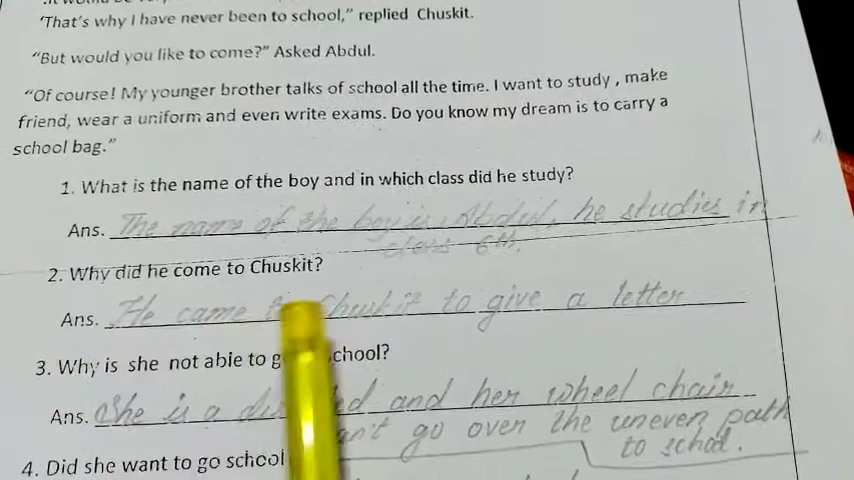 'That's why I have never been to school," replied Chuskit.
"But would you like to come?" Asked Abdul.
"Of course! My younger brother talks of school all the time. I want to study , make
friend, wear a uniform and even write exams. Do you know my dream is to carry a
school bag."
1. What is the name of the boy and in which class did he study?
Ans. The name of the boy is Abdul, he studies in
class 6th.
2. Why did he come to Chuskit?
Ans. He came Chuskit to give a letter
3. Why is she not able to school?
Ans. She is a and her wheel chair
go over the uneven path
to school.
4. Did she want to go school